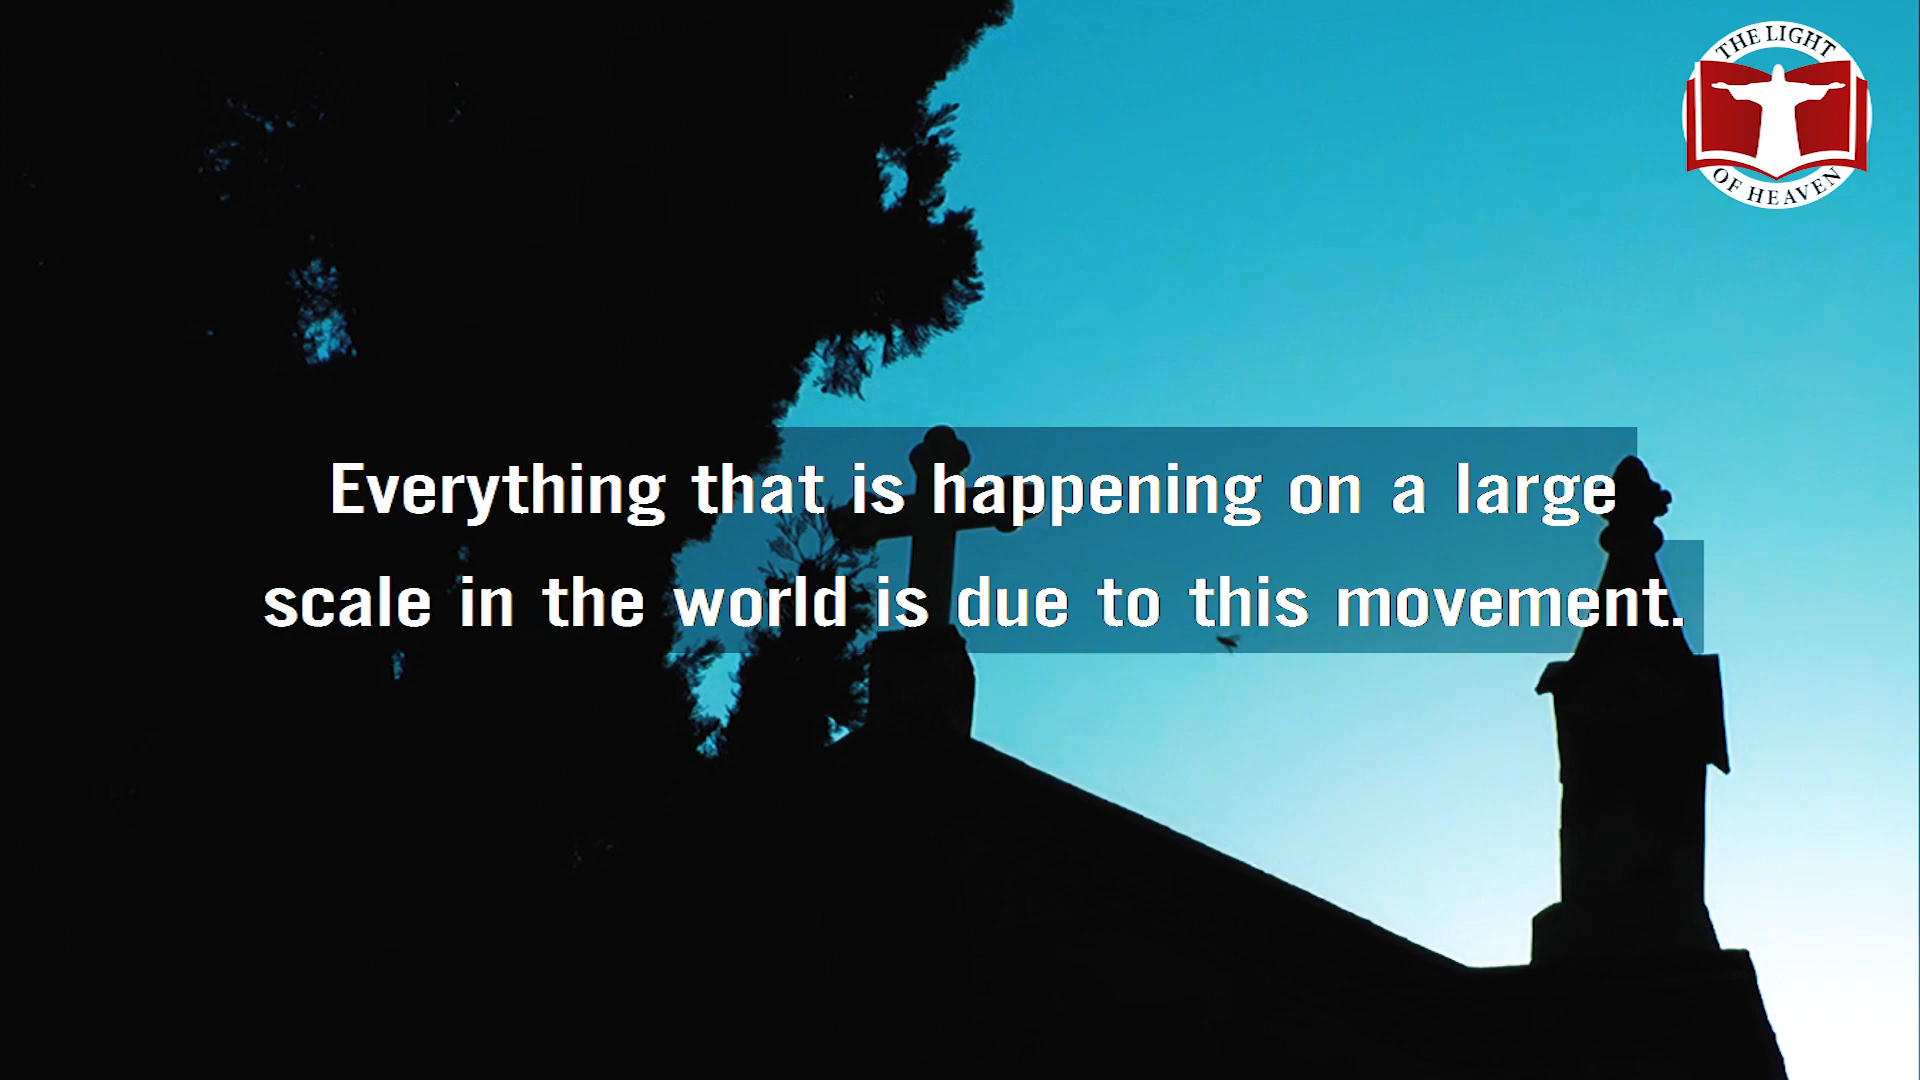 THE LIGHT
OF HEAVEN
Everything that is happening on a large
scale in the world is due to this movement.